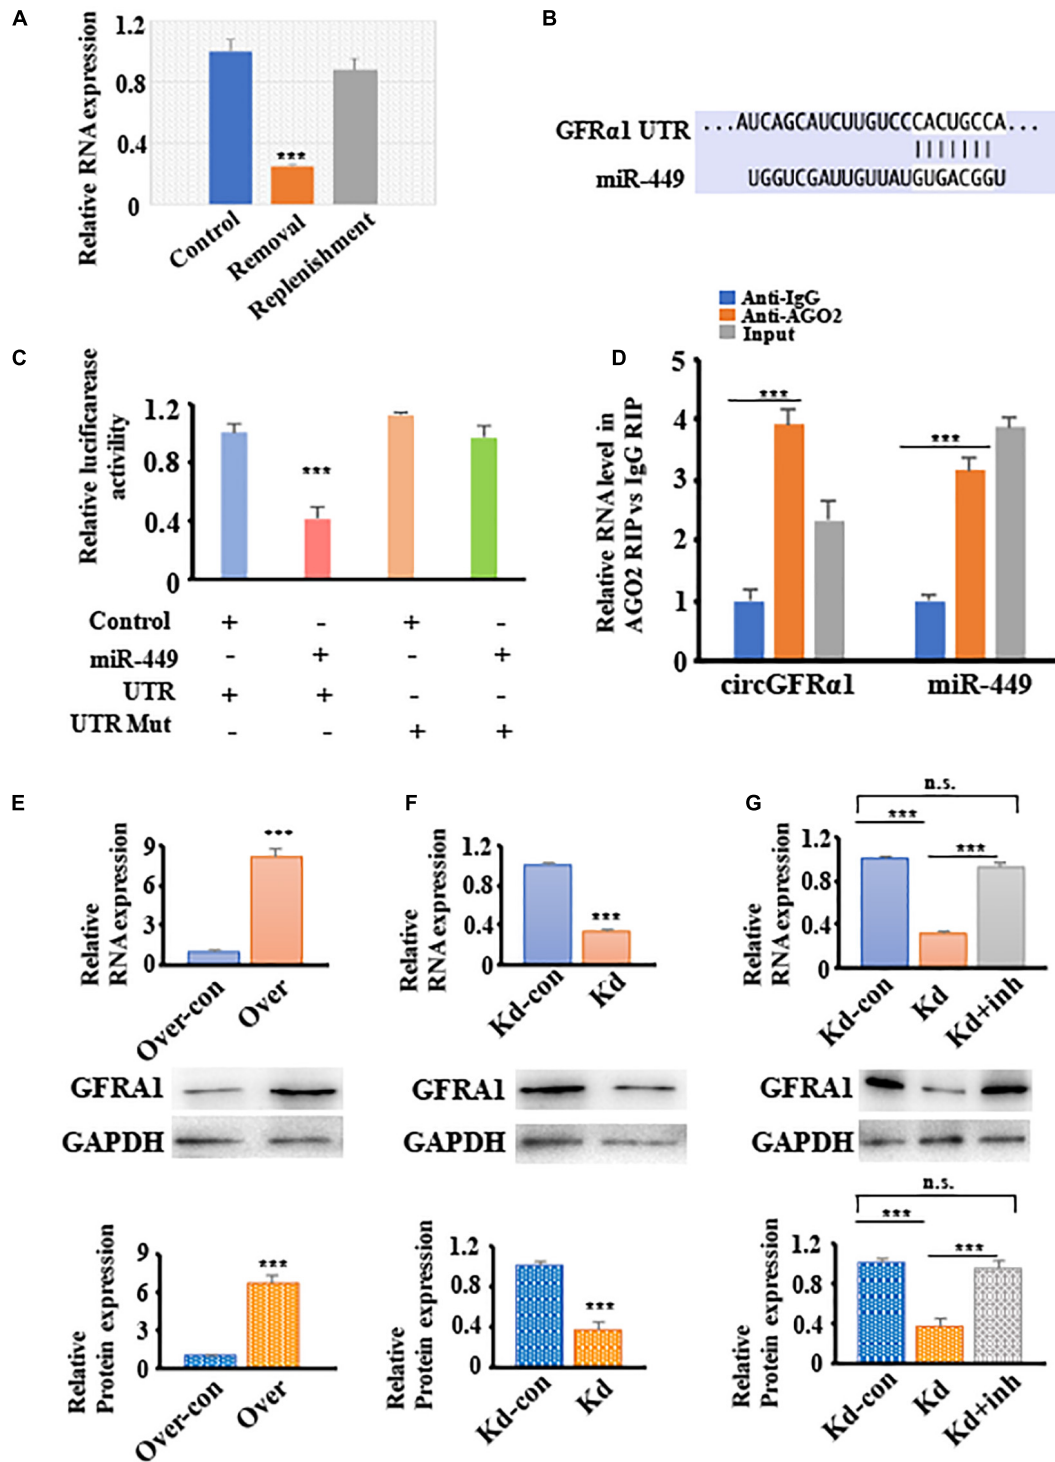 A
Relative RNA expression
1.2
0.8
0.4
0
***
Control
Removal
Replenishment
B
GFRα1 UTR ...AUCAGCAUCUUGUCCCACUGCCA...
miR-449 UGGUCGAUUGUUAUGUGACGGU
C
Relative lucificarease
activility
1.2
0.8
0.4
0
***
Control + - + -
miR-449 - + - +
UTR + + - -
UTR Mut - - + +
Anti-IgG
Anti-AGO2
Input
D
Relative RNA level in
AGO2 RIP vs IgG RIP
5
4
3
2
1
0
***
***
circGFRα1
miR-449
E
Relative
RNA expression
9
6
3
0
***
Over-con
Over
GFRA1
GAPDH
Relative
Protein expression
9
6
3
0
***
Over-con
Over
F
Relative
RNA expression
1.2
0.8
0.4
0
***
Kd-con
Kd
GFRA1
GAPDH
Relative
Protein expression
1.2
0.8
0.4
0
***
Kd-con
Kd
G
n.s.
***
***
Relative
RNA expression
1.2
0.8
0.4
0
Kd-con
Kd
Kd+inh
GFRA1
GAPDH
n.s.
***
***
Relative
Protein expression
1.2
0.8
0.4
0
Kd-con
Kd
Kd+inh